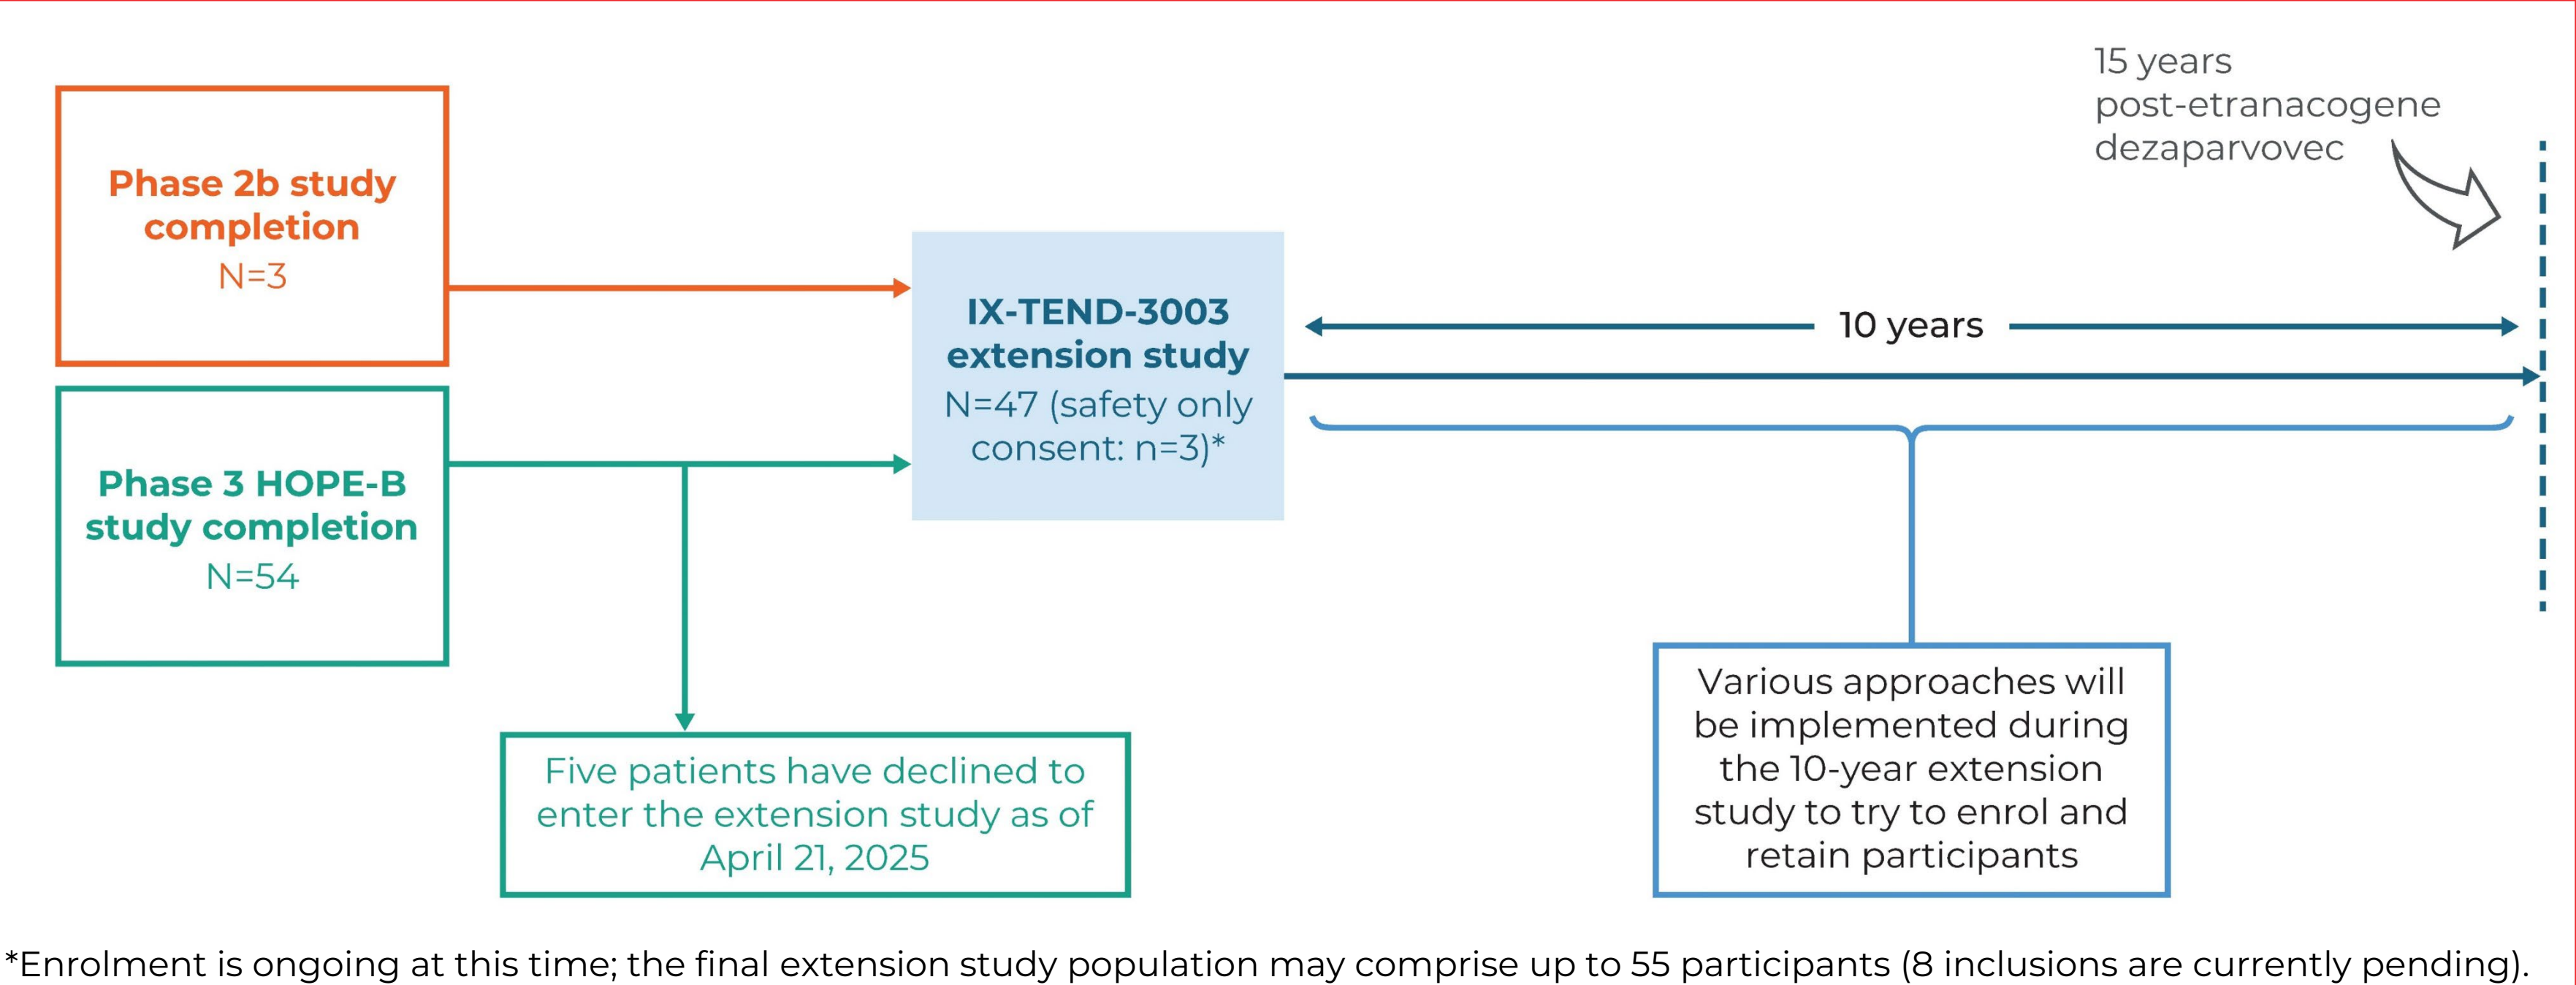 15 years
post-etranacogene
dezaparvovec
Phase 2b study
completion
N=3
IX-TEND-3003
extension study
N=47 (safety only
consent: n=3)*
10 years
Phase 3 HOPE-B
study completion
N=54
Five patients have declined to
enter the extension study as of
April 21, 2025
Various approaches will
be implemented during
the 10-year extension
study to try to enrol and
retain participants
*Enrolment is ongoing at this time; the final extension study population may comprise up to 55 participants (8 inclusions are currently pending).